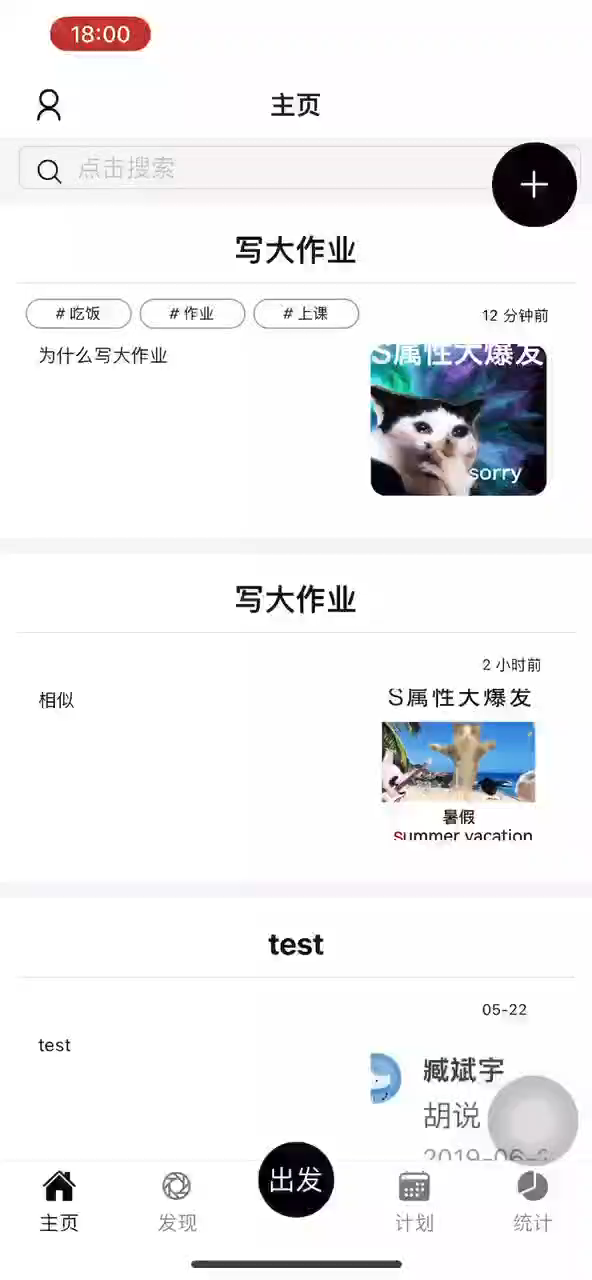 18:00
主页
点击搜索
写大作业
# 吃饭
# 作业
# 上课
12 分钟前
为什么写大作业
S属性大爆发
sorry
写大作业
2 小时前
相似
S属性大爆发
暑假
summer vacation
test
05-22
test
臧斌宇
胡说
2019-06-2
主页
发现
出发
计划
统计